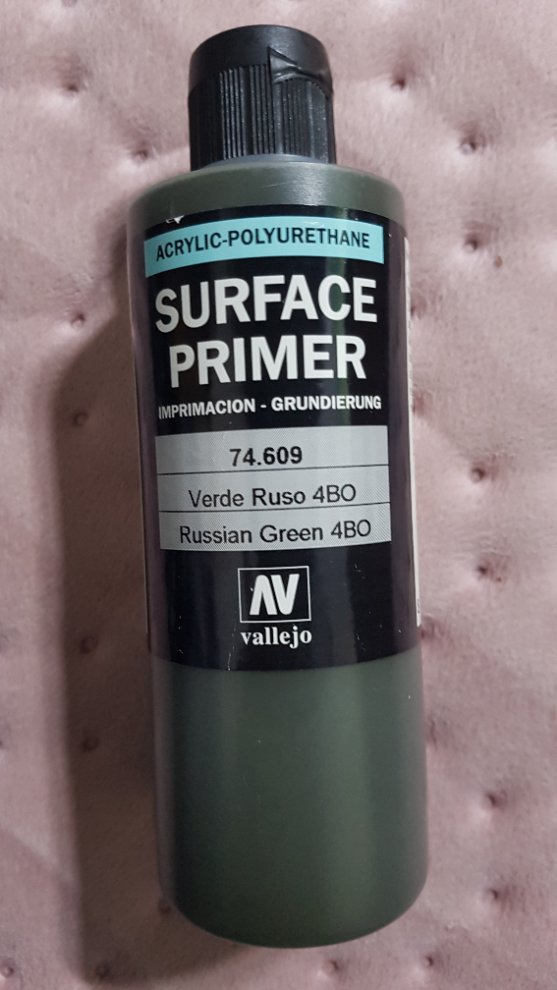 ACRYLIC-POLYURETHANE
SURFACE
PRIMER
IMPRIMACION - GRUNDIERUNG
74.609
Verde Ruso 4BO
Russian Green 4BO
AV
vallejo